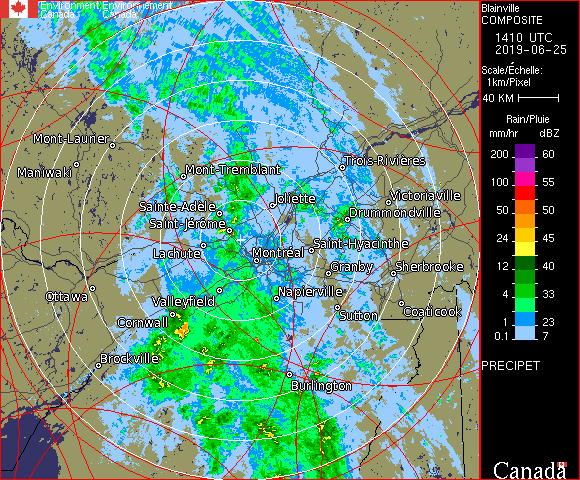 Environment Environnement
Canada Canada
Blainville
COMPOSITE
1410 UTC
2019-06-25
Scale/Échelle:
1km/Pixel
40 KM
Rain/Pluie
mm/hr dBZ
200 60
100 55
50 50
24 45
12 40
4 33
1 23
0.1 7
PRECIPET
Canada
Mont-Laurier
Maniwaki
Mont-Tremblant
Trois-Rivières
Sainte-Adèle
Joliette
Victoriaville
Saint-Jérôme
Drummondville
Lachute
Montréal
Saint-Hyacinthe
Granby
Sherbrooke
Ottawa
Valleyfield
Napierville
Cornwall
Sutton
Coaticook
Brockville
Burlington